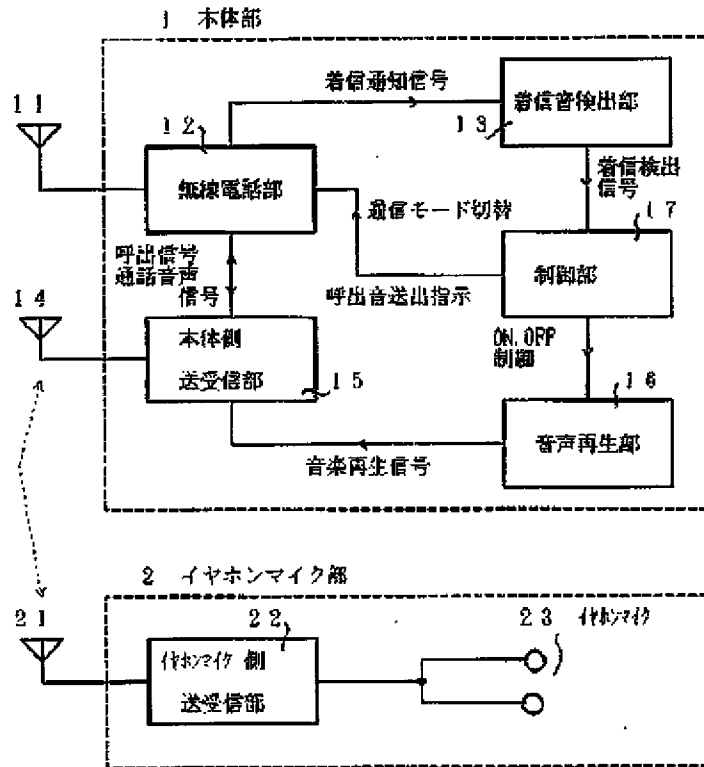 1 本体部
着信通知信号
11
12
着信音検出部
13
無線電話部
着信検出
信号
通信モード切替
17
呼出信号
通話音声
信号
制御部
14
呼出音送出指示
本体側
送受信部
15
ON,OFF
制御
16
音声再生部
音楽再生信号
2 イヤホンマイク部
21
22
23 イヤホンマイク
イヤホンマイク 側
送受信部